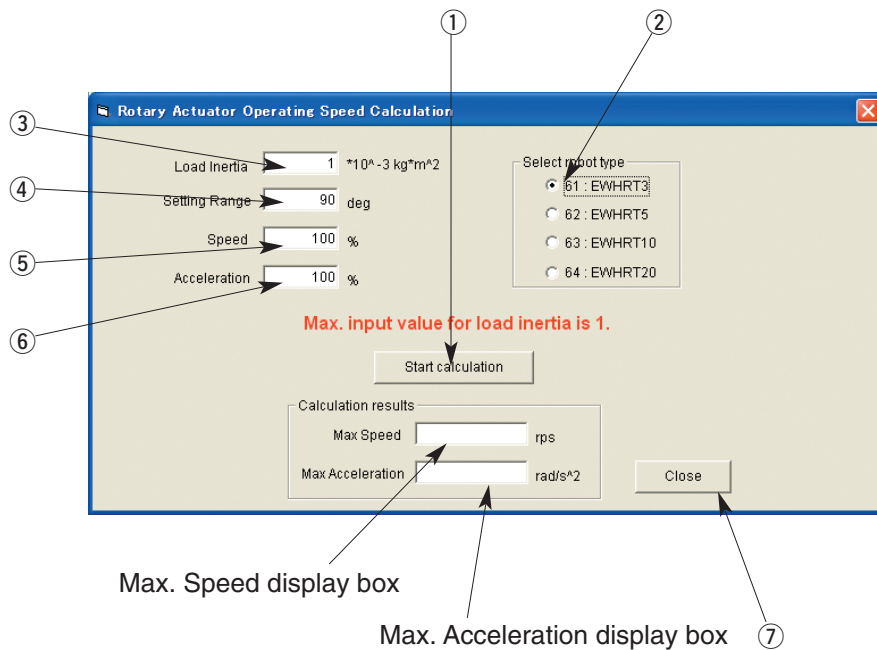 ① ②
Rotary Actuator Operating Speed Calculation
③
Load Inertia 1 *10^-3 kg*m^2
Select robot type
61 : EWHRT3
④
Setting Range 90 deg
62 : EWHRT5
Speed 100 %
63 : EWHRT10
⑤
Acceleration 100 %
64 : EWHRT20
⑥
Max. input value for load inertia is 1.
Start calculation
Calculation results
Max Speed rps
Max Acceleration rad/s^2
Close
Max. Speed display box
Max. Acceleration display box ⑦